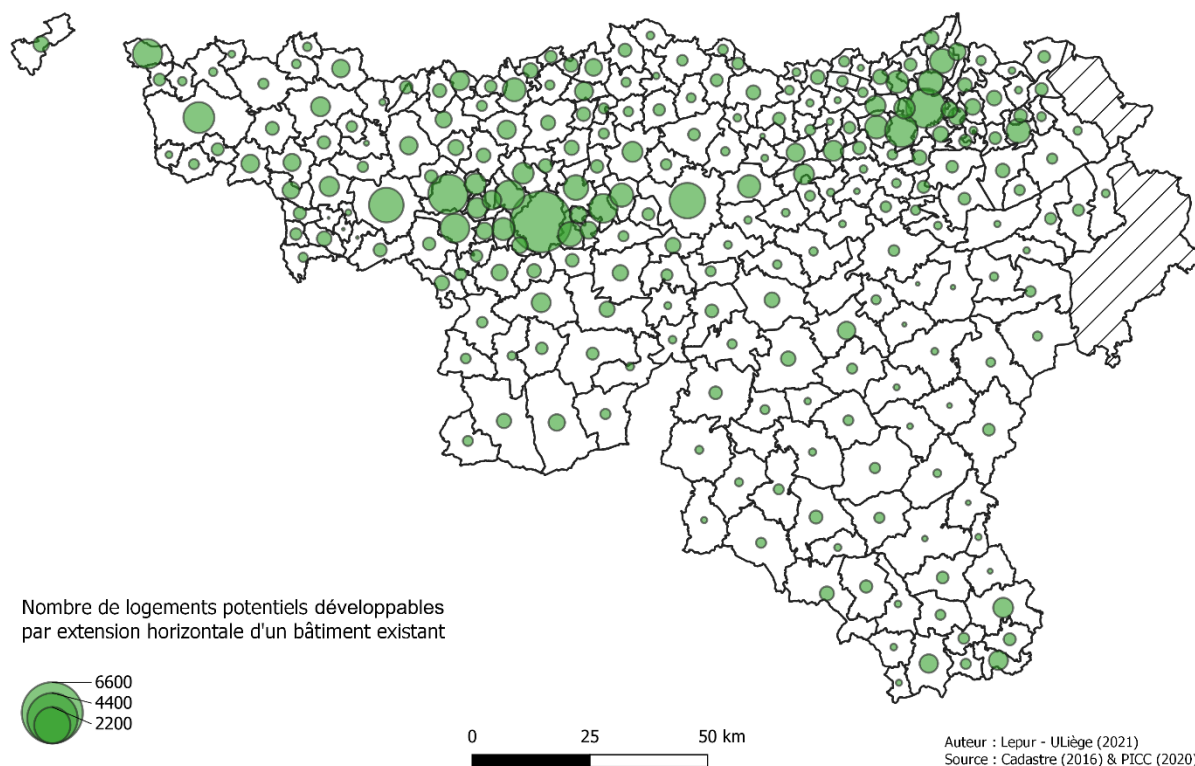 Nombre de logements potentiels développables
par extension horizontale d'un bâtiment existant
6600
4400
2200
0 25 50 km
Auteur : Lepur - ULiège (2021)
Source : Cadastre (2016) & PICC (2020)